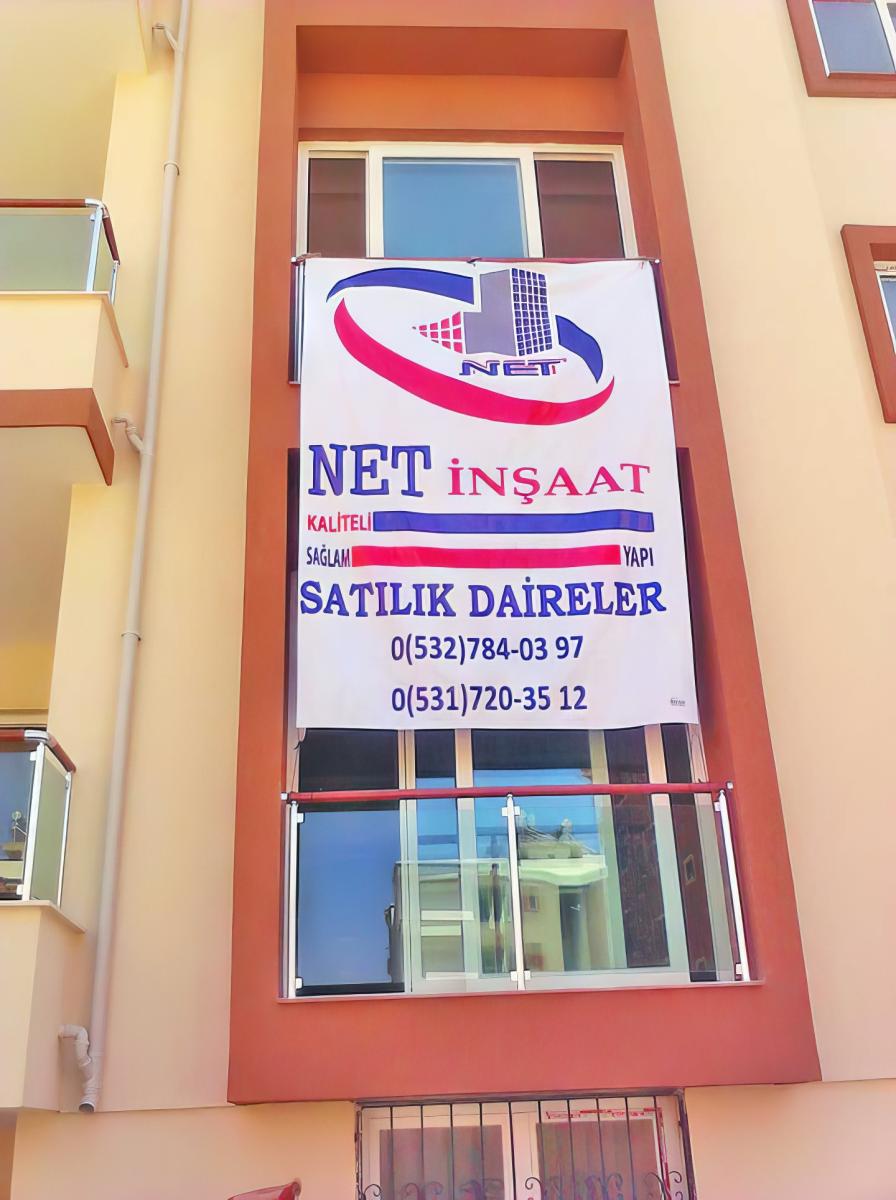 NET
NET İNŞAAT
KALİTELİ
SAĞLAM YAPI
SATILIK DAİRELER
0(532)784-03 97
0(531)720-35 12